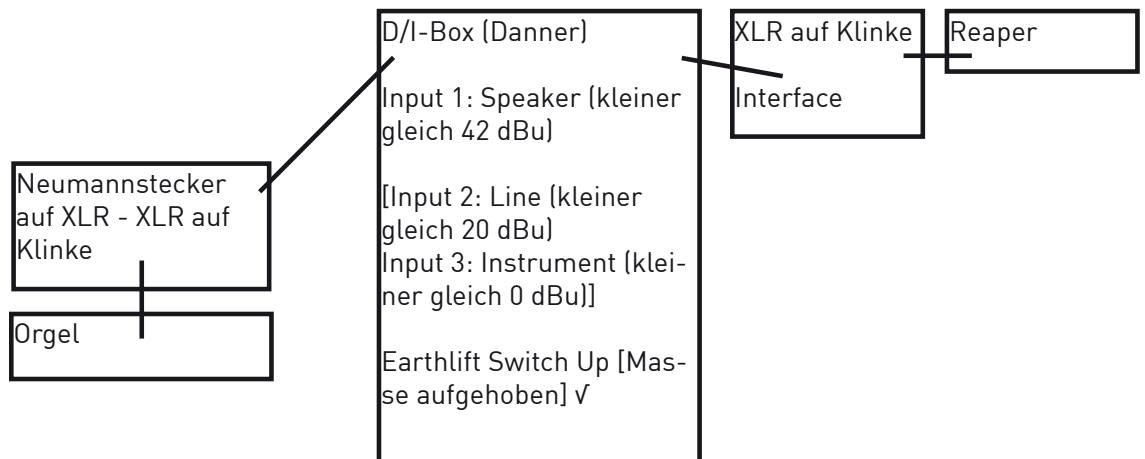 Neumannstecker
auf XLR - XLR auf
Klinke
Orgel
D/I-Box (Danner)
Input 1: Speaker (kleiner
gleich 42 dBu)
[Input 2: Line (kleiner
gleich 20 dBu)
Input 3: Instrument (klei-
ner gleich 0 dBu)]
Earthlift Switch Up [Mas-
se aufgehoben] √
XLR auf Klinke
Interface
Reaper